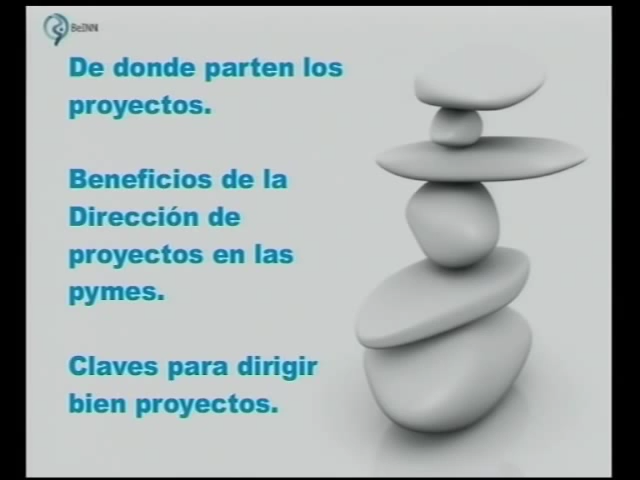 BeINN
De donde parten los
proyectos.
Beneficios de la
Dirección de
proyectos en las
pymes.
Claves para dirigir
bien proyectos.